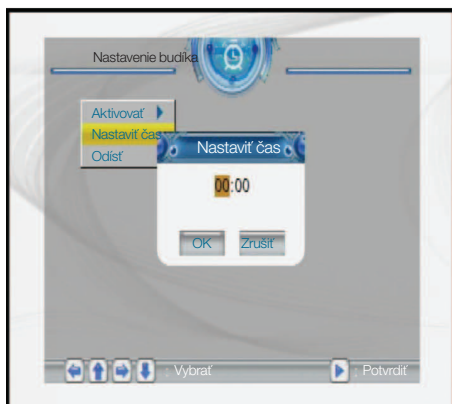 Nastavenie budíka
Aktivovať
Nastaviť čas
Odísť
Nastaviť čas
00:00
OK Zrušiť
: Vybrať : Potvrdiť